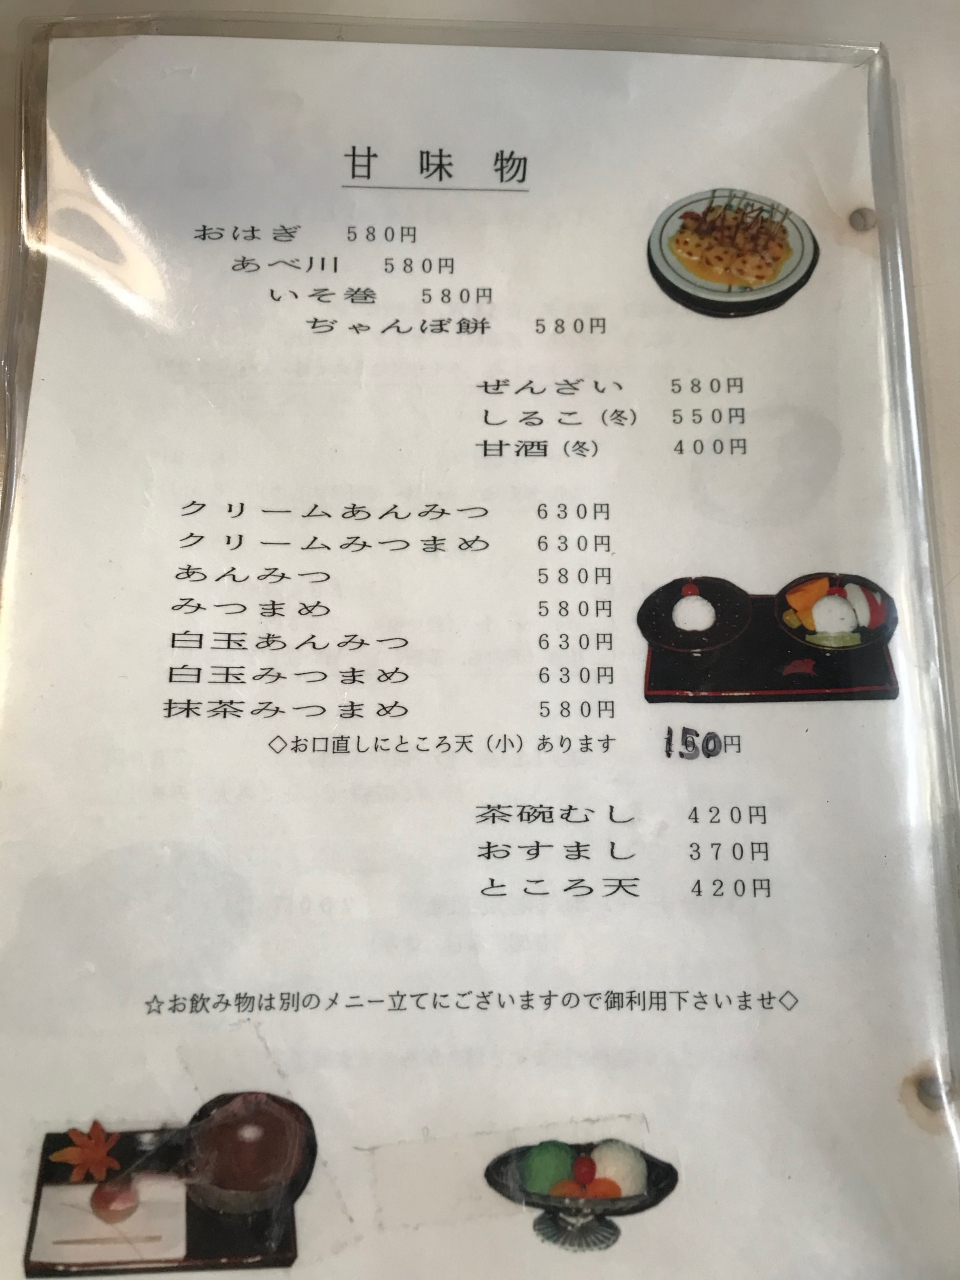 甘味物
おはぎ 580円
あべ川 580円
いそ巻 580円
ぢゃんぼ餅 580円
ぜんざい 580円
しるこ（冬） 550円
甘酒（冬） 400円
クリームあんみつ 630円
クリームみつまめ 630円
あんみつ 580円
みつまめ 580円
白玉あんみつ 630円
白玉みつまめ 630円
抹茶みつまめ 580円
◇お口直しにところ天（小）あります 150円
茶碗むし 420円
おすまし 370円
ところ天 420円
☆お飲み物は別のメニー立てにございますので御利用下さいませ◇